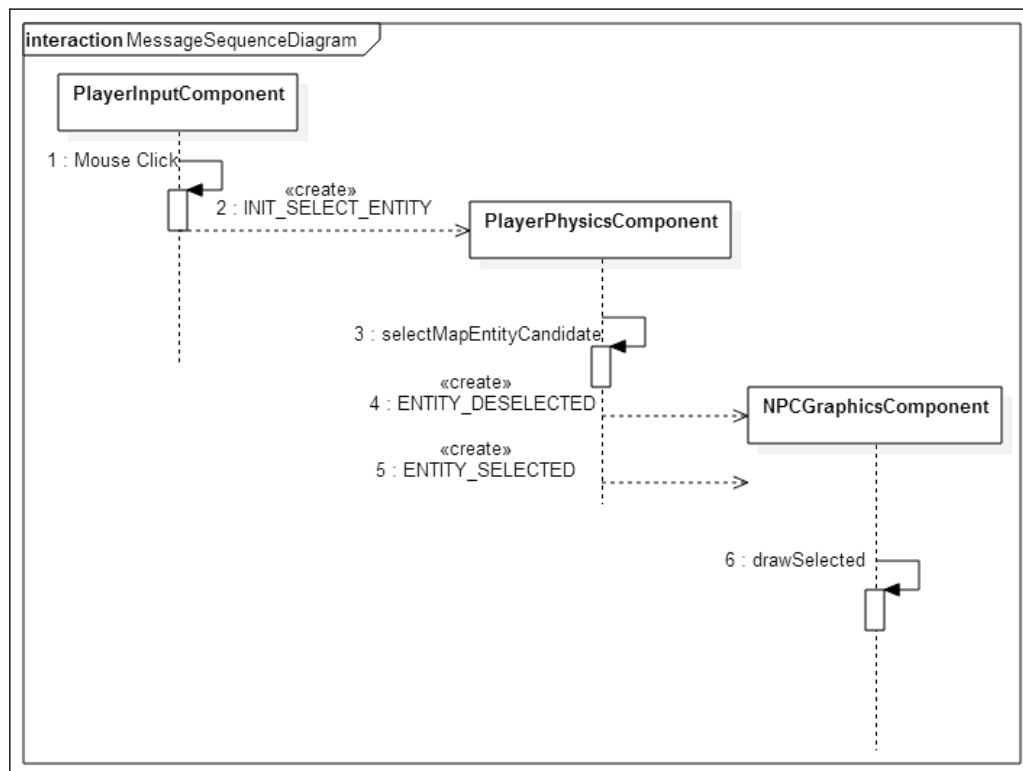 interaction MessageSequenceDiagram
PlayerInputComponent
1 : Mouse Click
«create»
2 : INIT_SELECT_ENTITY
PlayerPhysicsComponent
3 : selectMapEntityCandidate
«create»
4 : ENTITY_DESELECTED
NPCGraphicsComponent
«create»
5 : ENTITY_SELECTED
6 : drawSelected